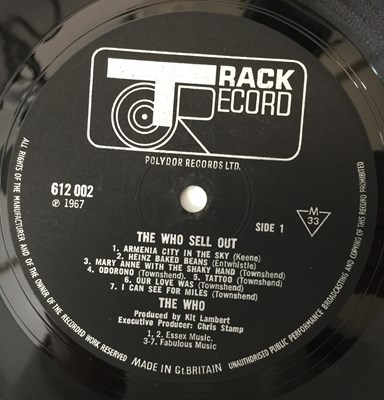 TRACK
RECORD
POLYDOR RECORDS LTD.
612 002
℗ 1967
SIDE 1
M
33
THE WHO SELL OUT
1. ARMENIA CITY IN THE SKY (Keene)
2. HEINZ BAKED BEANS (Entwhistle)
3. MARY ANNE WITH THE SHAKY HAND (Townshend)
4. ODORONO (Townshend) 5. TATTOO (Townshend)
6. OUR LOVE WAS (Townshend)
7. I CAN SEE FOR MILES (Townshend)
THE WHO
Produced by Kit Lambert
Executive Producer: Chris Stamp
1, 2. Essex Music.
3-7. Fabulous Music
ALL RIGHTS OF THE MANUFACTURER AND OF THE OWNER OF THE RECORDED WORK RESERVED
MADE IN Gt. BRITAIN
UNAUTHORISED PUBLIC PERFORMANCE BROADCASTING AND COPYING OF THIS RECORD PROHIBITED